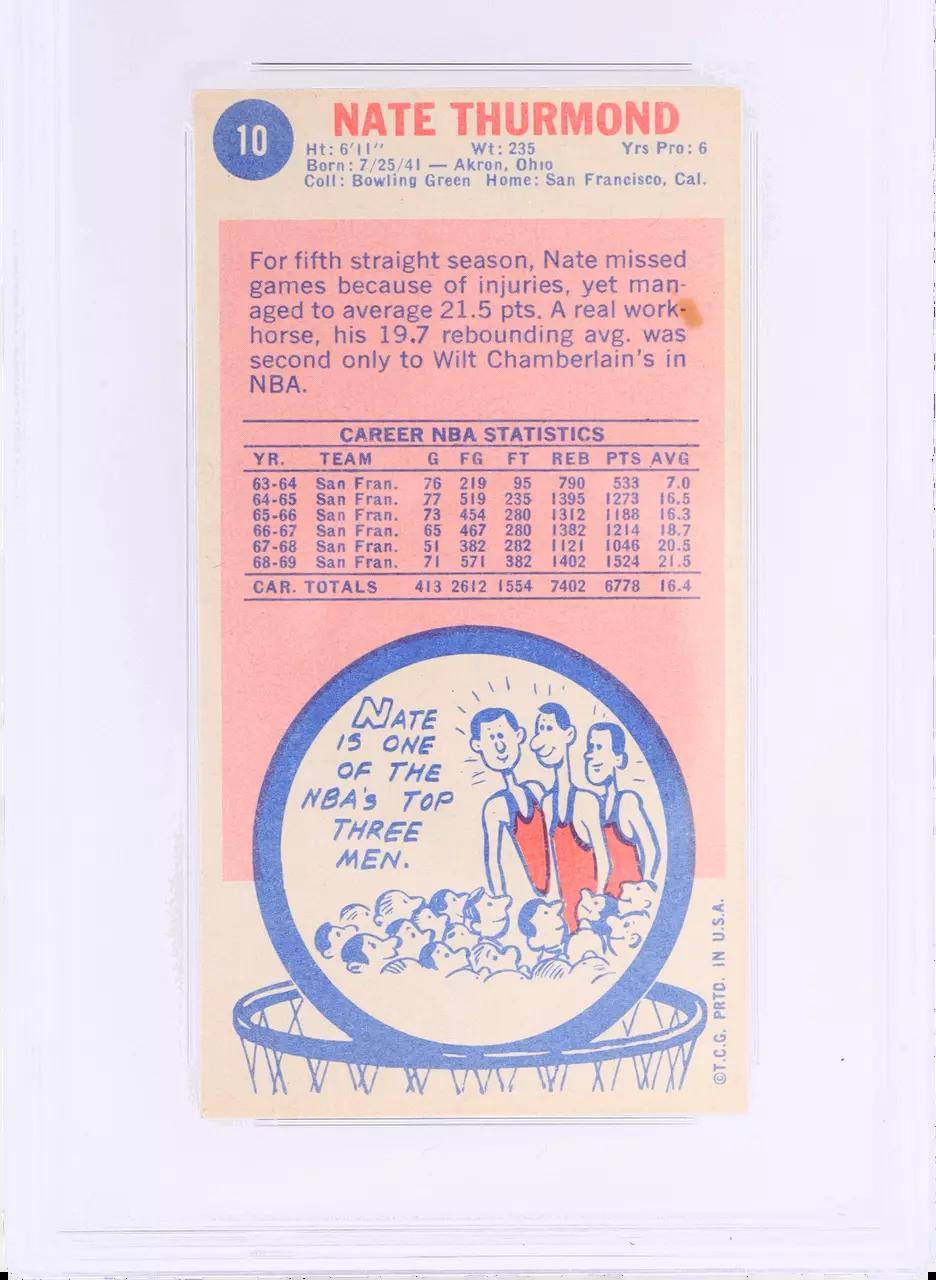 10
NATE THURMOND
Ht: 6'11" Wt: 235 Yrs Pro: 6
Born: 7/25/41 — Akron, Ohio
Coll: Bowling Green Home: San Francisco, Cal.
For fifth straight season, Nate missed
games because of injuries, yet man-
aged to average 21.5 pts. A real work-
horse, his 19.7 rebounding avg. was
second only to Wilt Chamberlain's in
NBA.
CAREER NBA STATISTICS
YR. TEAM G FG FT REB PTS AVG
63-64 San Fran. 76 219 95 790 533 7.0
64-65 San Fran. 77 519 235 1395 1273 16.5
65-66 San Fran. 73 454 280 1312 1188 16.3
66-67 San Fran. 65 467 280 1382 1214 18.7
67-68 San Fran. 51 382 282 1121 1046 20.5
68-69 San Fran. 71 571 382 1402 1524 21.5
CAR. TOTALS 413 2612 1554 7402 6778 16.4
NATE
IS ONE
OF THE
NBA'S TOP
THREE
MEN.
©T.C.G. PRTD. IN U.S.A.